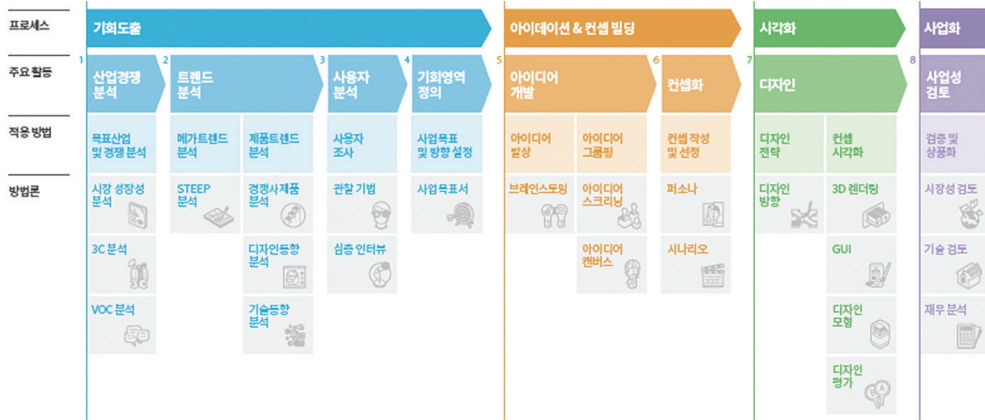 프로세스
기회도출
아이데이션 & 컨셉 빌딩
시각화
사업화
주요 활동
1
산업경쟁
분석
2
트렌드
분석
3
사용자
분석
4
기회영역
정의
5
아이디어
개발
6
컨셉화
7
디자인
8
사업성
검토
적용 방법
목표산업
및 경쟁 분석
메가트렌드
분석
제품트렌드
분석
사용자
조사
사업목표
및 방향 설정
아이디어
발상
아이디어
그룹핑
컨셉 작성
및 선정
디자인
전략
컨셉
시각화
검증 및
상품화
방법론
시장 성장성
분석
STEEP
분석
경쟁사제품
분석
관찰 기법
사업목표서
브레인스토밍
아이디어
스크리닝
퍼소나
디자인
방향
3D 렌더링
시장성 검토
3C 분석
디자인동향
분석
심층 인터뷰
아이디어
캔버스
시나리오
GUI
기술 검토
VOC 분석
기술동향
분석
디자인
모형
재무 분석
디자인
평가